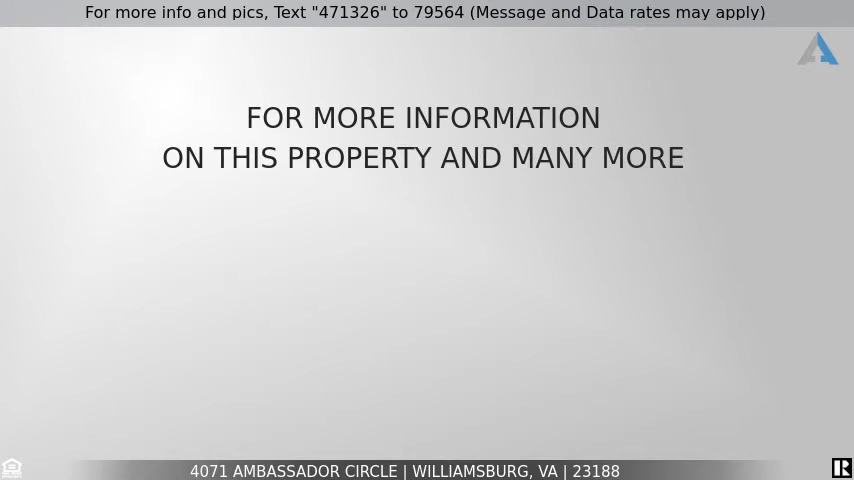 For more info and pics, Text "471326" to 79564 (Message and Data rates may apply)
FOR MORE INFORMATION
ON THIS PROPERTY AND MANY MORE
4071 AMBASSADOR CIRCLE | WILLIAMSBURG, VA | 23188